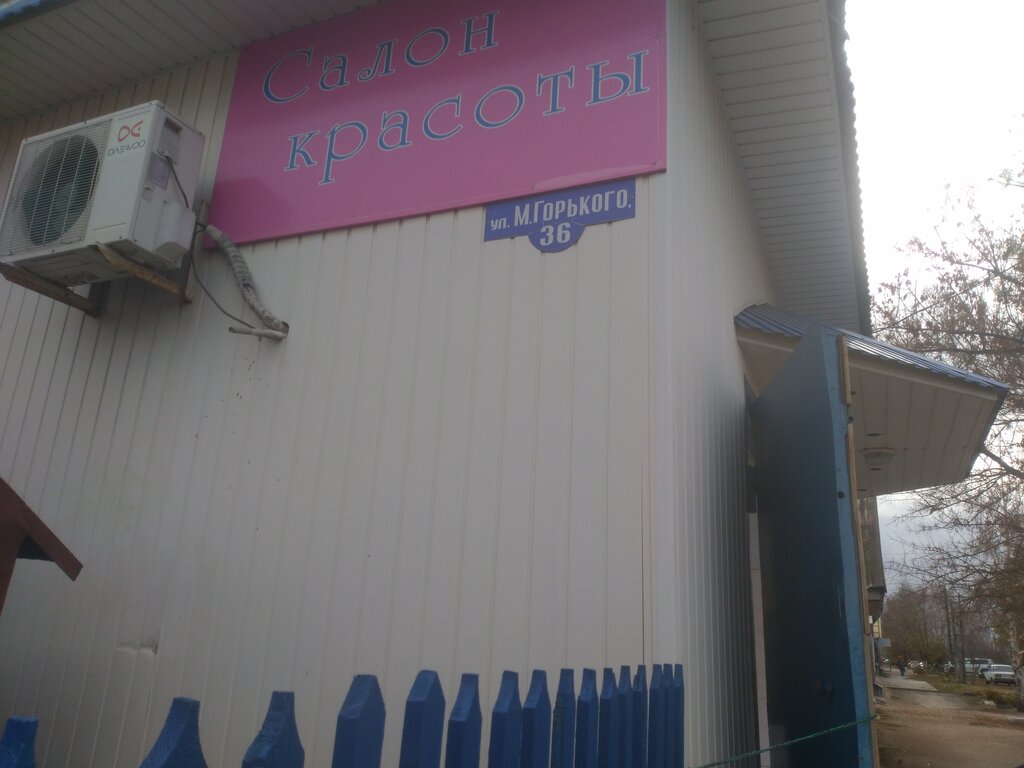 Салон
красоты
DAEWOO
ул. М.Горького,
36